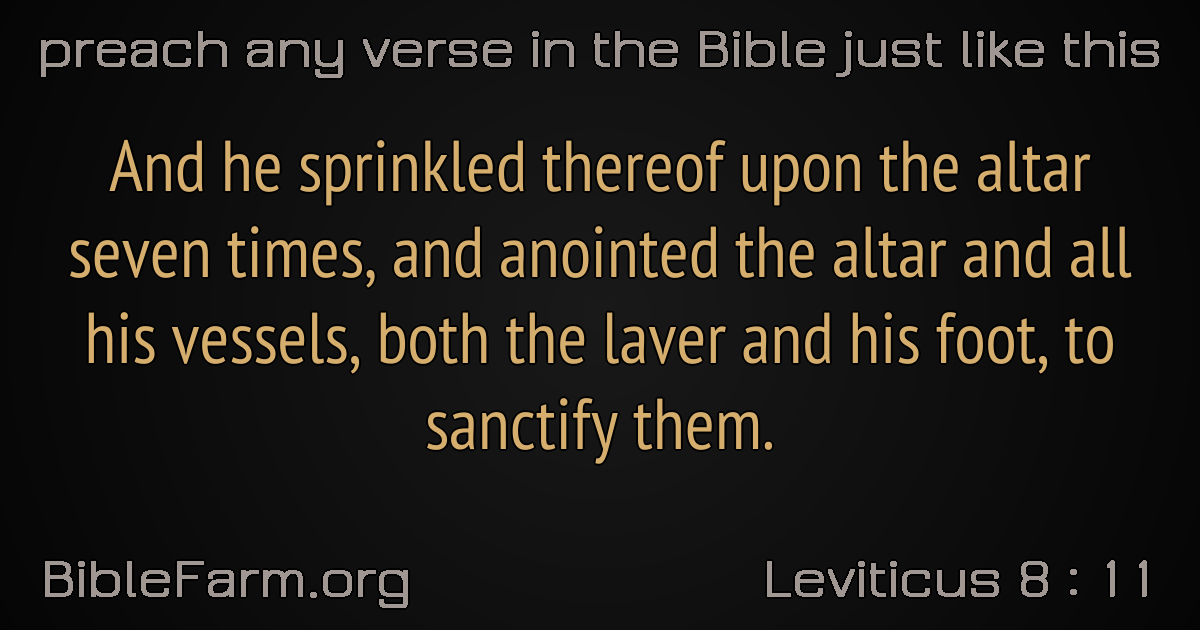 preach any verse in the Bible just like this
And he sprinkled thereof upon the altar
seven times, and anointed the altar and all
his vessels, both the laver and his foot, to
sanctify them.
BibleFarm.org
Leviticus 8 : 11